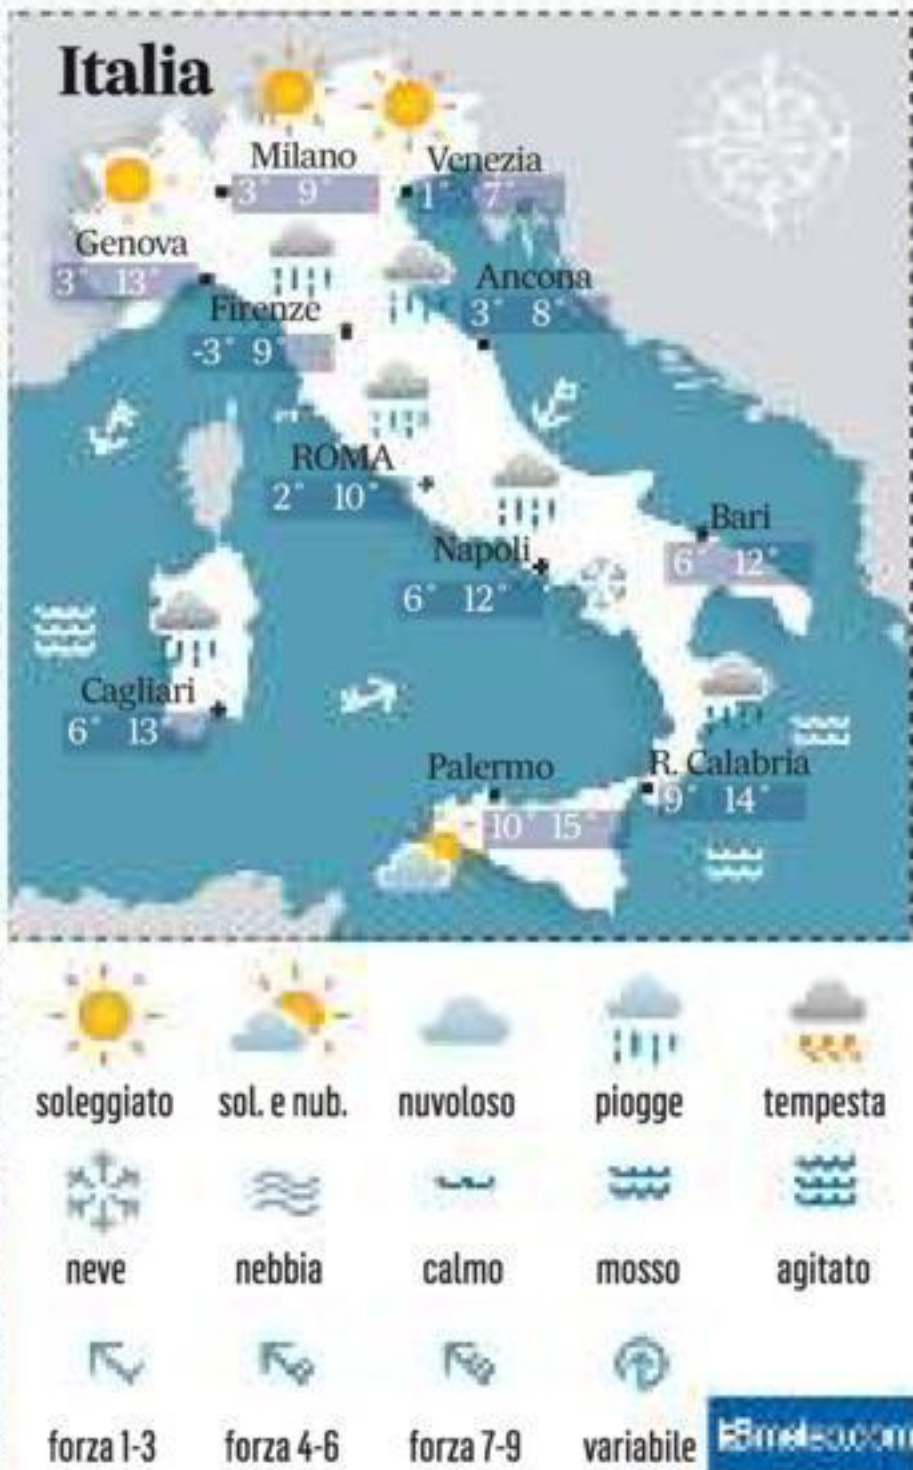 Italia
Milano
3° 9°
Venezia
1° 7°
Genova
3° 13°
Ancona
3° 8°
Firenze
-3° 9°
ROMA
2° 10°
Bari
6° 12°
Napoli
6° 12°
Cagliari
6° 13°
Palermo
10° 15°
R. Calabria
9° 14°
soleggiato sol. e nub. nuvoloso piogge tempesta
neve nebbia calmo mosso agitato
forza 1-3 forza 4-6 forza 7-9 variabile